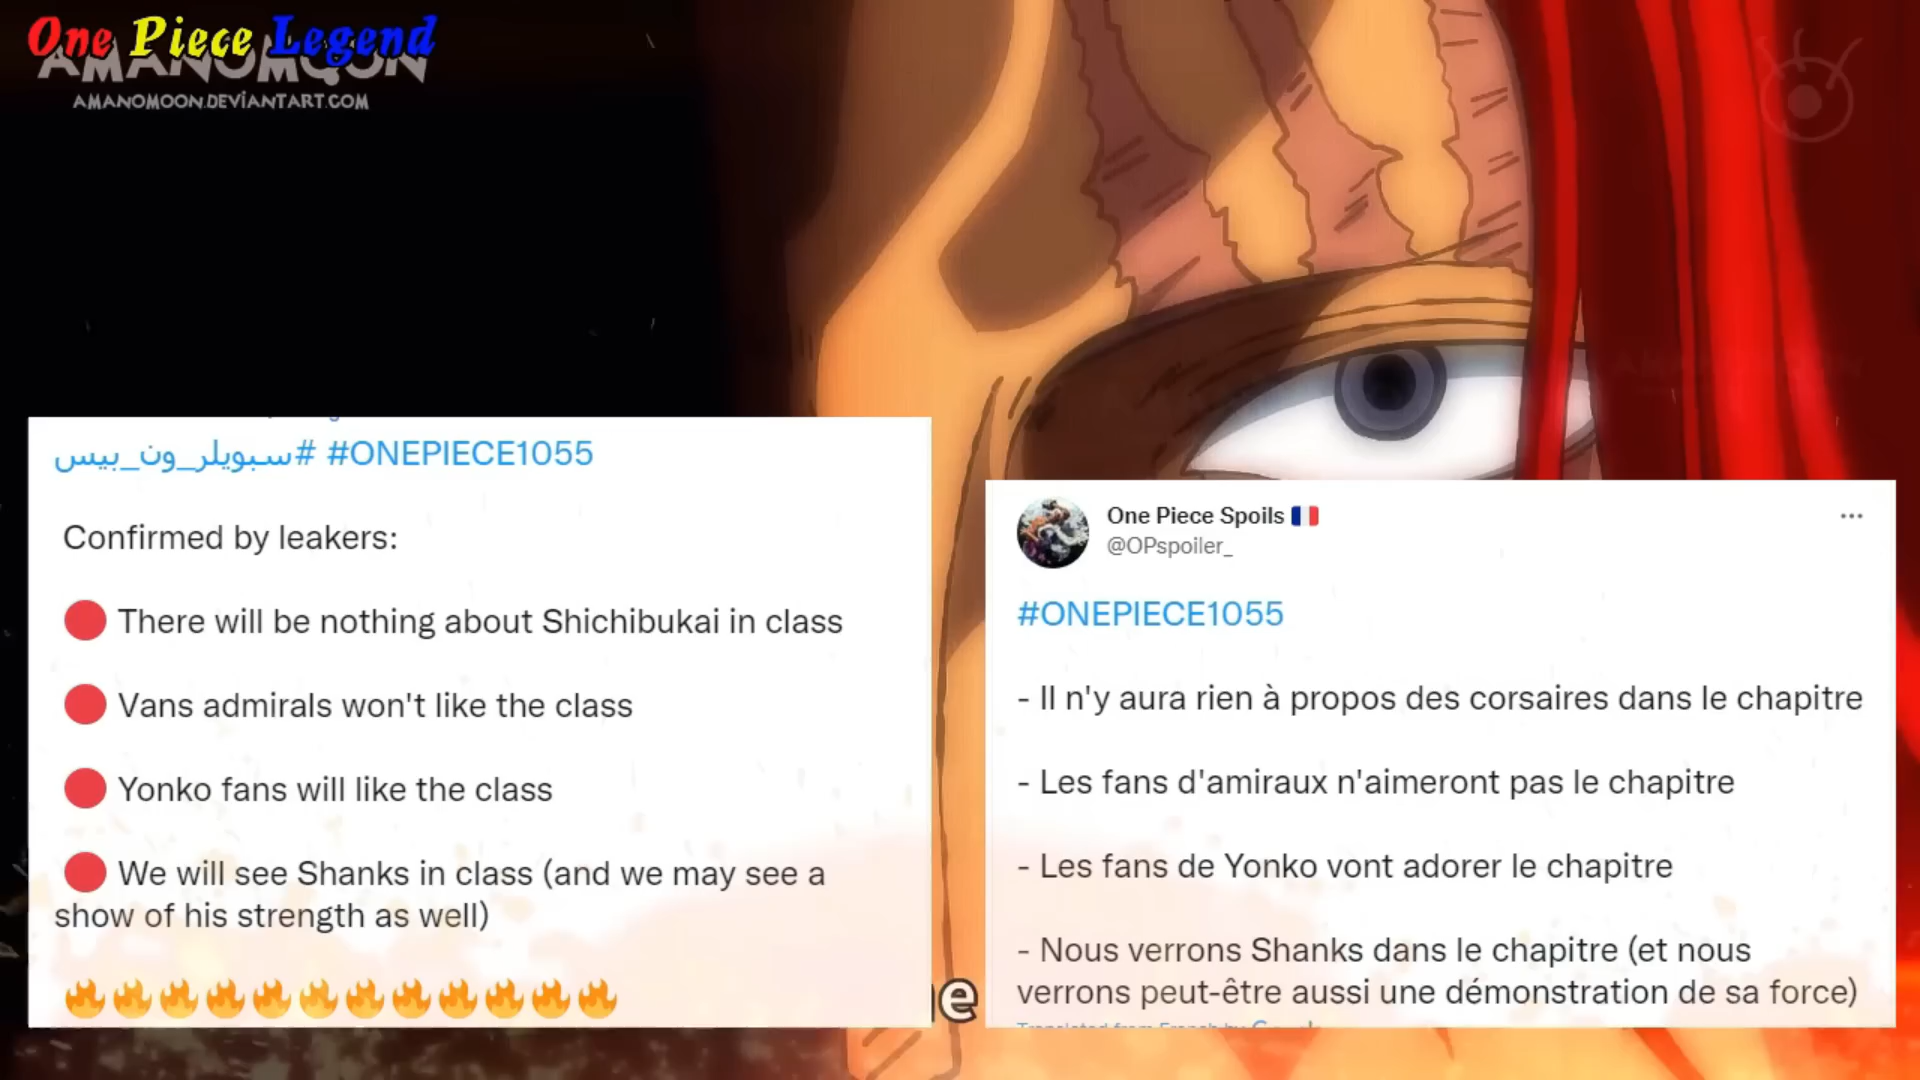 One Piece Legend
AMANOMOON
AMANOMOON.DEVIANTART.COM
#سبويلر_ون_بيس #ONEPIECE1055
Confirmed by leakers:
🔴 There will be nothing about Shichibukai in class
🔴 Vans admirals won't like the class
🔴 Yonko fans will like the class
🔴 We will see Shanks in class (and we may see a
show of his strength as well)
🔥🔥🔥🔥🔥🔥🔥🔥🔥🔥🔥🔥
One Piece Spoils 🇫🇷
@OPspoiler_
#ONEPIECE1055
- Il n'y aura rien à propos des corsaires dans le chapitre
- Les fans d'amiraux n'aimeront pas le chapitre
- Les fans de Yonko vont adorer le chapitre
- Nous verrons Shanks dans le chapitre (et nous
verrons peut-être aussi une démonstration de sa force)